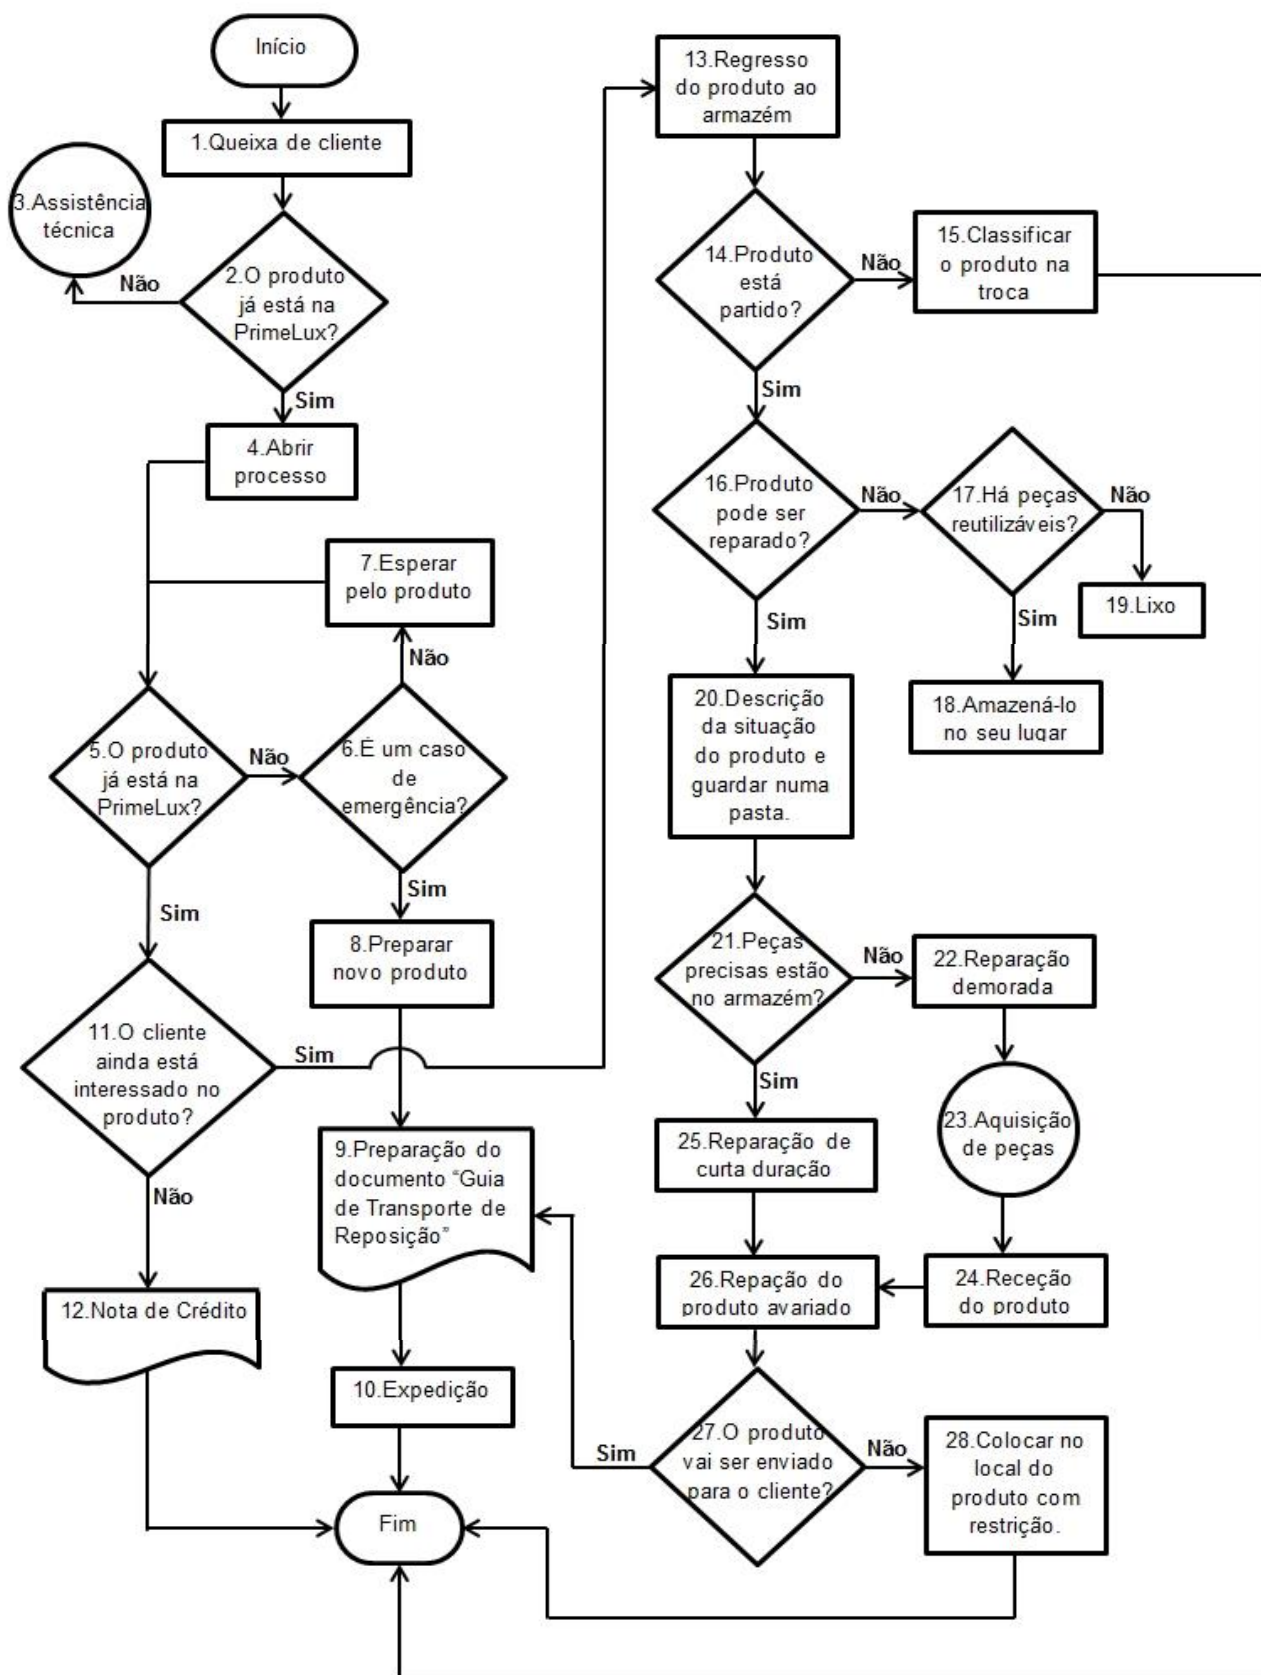 Início
1.Queixa de cliente
3.Assistência
técnica
2.O produto
já está na
PrimeLux?
Não
Sim
4.Abrir
processo
7.Esperar
pelo produto
Não
5.O produto
já está na
PrimeLux?
Não
6.É um caso
de
emergência?
Sim
Sim
8.Preparar
novo produto
11.O cliente
ainda está
interessado no
produto?
Sim
Não
9.Preparação do
documento “Guia
de Transporte de
Reposição”
12.Nota de Crédito
10.Expedição
Fim
13.Regresso
do produto ao
armazém
14.Produto
está
partido?
Não
15.Classificar
o produto na
troca
Sim
16.Produto
pode ser
reparado?
Não
17.Há peças
reutilizáveis?
Não
19.Lixo
Sim
18.Amazená-lo
no seu lugar
Sim
20.Descrição
da situação
do produto e
guardar numa
pasta.
21.Peças
precisas estão
no armazém?
Não
22.Reparação
demorada
Sim
23.Aquisição
de peças
25.Reparação de
curta duração
26.Repação do
produto avariado
24.Receção
do produto
27.O produto
vai ser enviado
para o cliente?
Sim
Não
28.Colocar no
local do
produto com
restrição.